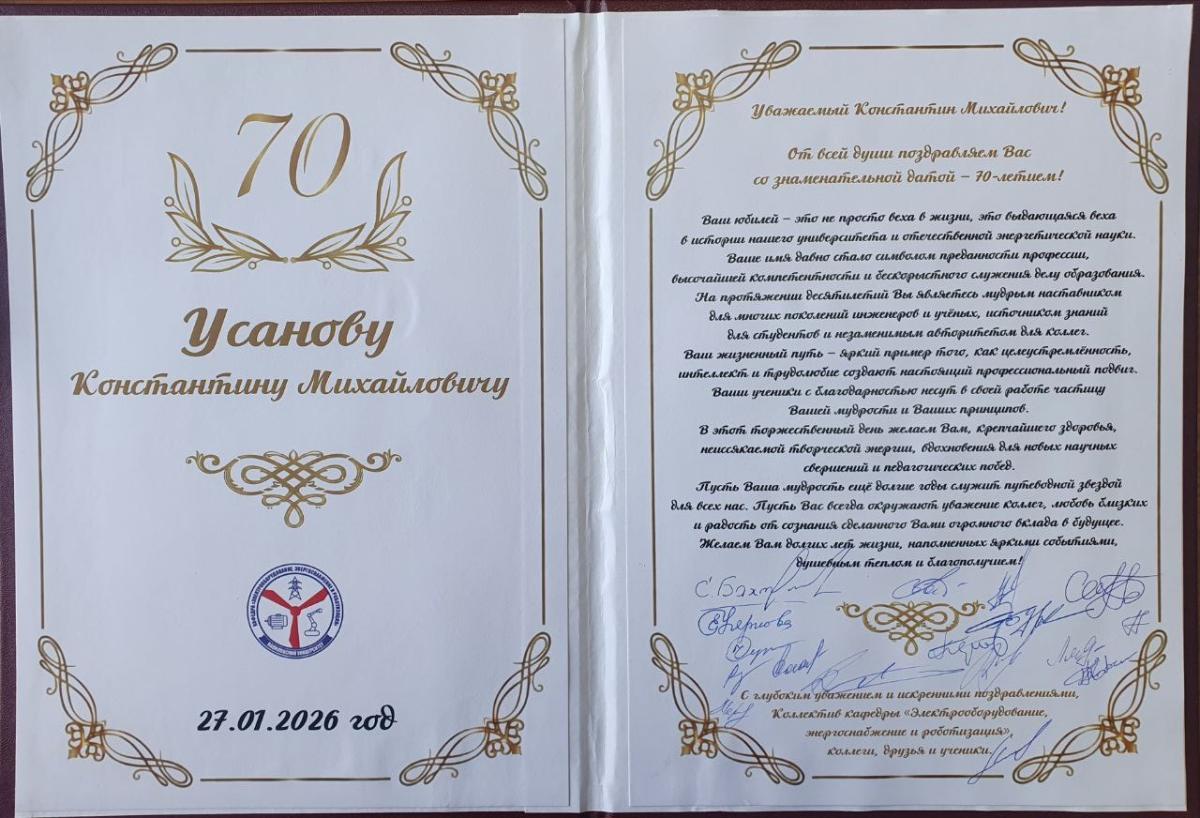 70
Усанову
Константину Михайловичу
КАФЕДРА ЭЛЕКТРООБОРУДОВАНИЕ ЭНЕРГОСНАБЖЕНИЕ И РОБОТИЗАЦИЯ
ВАВИЛОВСКИЙ УНИВЕРСИТЕТ
27.01.2026 год
Уважаемый Константин Михайлович!
От всей души поздравляем Вас
со знаменательной датой – 70-летием!
Ваш юбилей – это не просто веха в жизни, это выдающаяся веха
в истории нашего университета и отечественной энергетической науки.
Ваше имя давно стало символом преданности профессии,
высочайшей компетентности и бескорыстного служения делу образования.
На протяжении десятилетий Вы являетесь мудрым наставником
для многих поколений инженеров и учёных, источником знаний
для студентов и незаменимым авторитетом для коллег.
Ваш жизненный путь – яркий пример того, как целеустремлённость,
интеллект и трудолюбие создают настоящий профессиональный подвиг.
Ваши ученики с благодарностью несут в своей работе частицу
Вашей мудрости и Ваших принципов.
В этот торжественный день желаем Вам, крепчайшего здоровья,
неиссякаемой творческой энергии, вдохновения для новых научных
свершений и педагогических побед.
Пусть Ваша мудрость ещё долгие годы служит путеводной звездой
для всех нас. Пусть Вас всегда окружают уважение коллег, любовь близких
и радость от сознания сделанного Вами огромного вклада в будущее.
Желаем Вам долгих лет жизни, наполненных яркими событиями,
душевным теплом и благополучием!
С глубоким уважением и искренними поздравлениями,
Коллектив кафедры «Электрооборудование,
энергоснабжение и роботизация»,
коллеги, друзья и ученики.